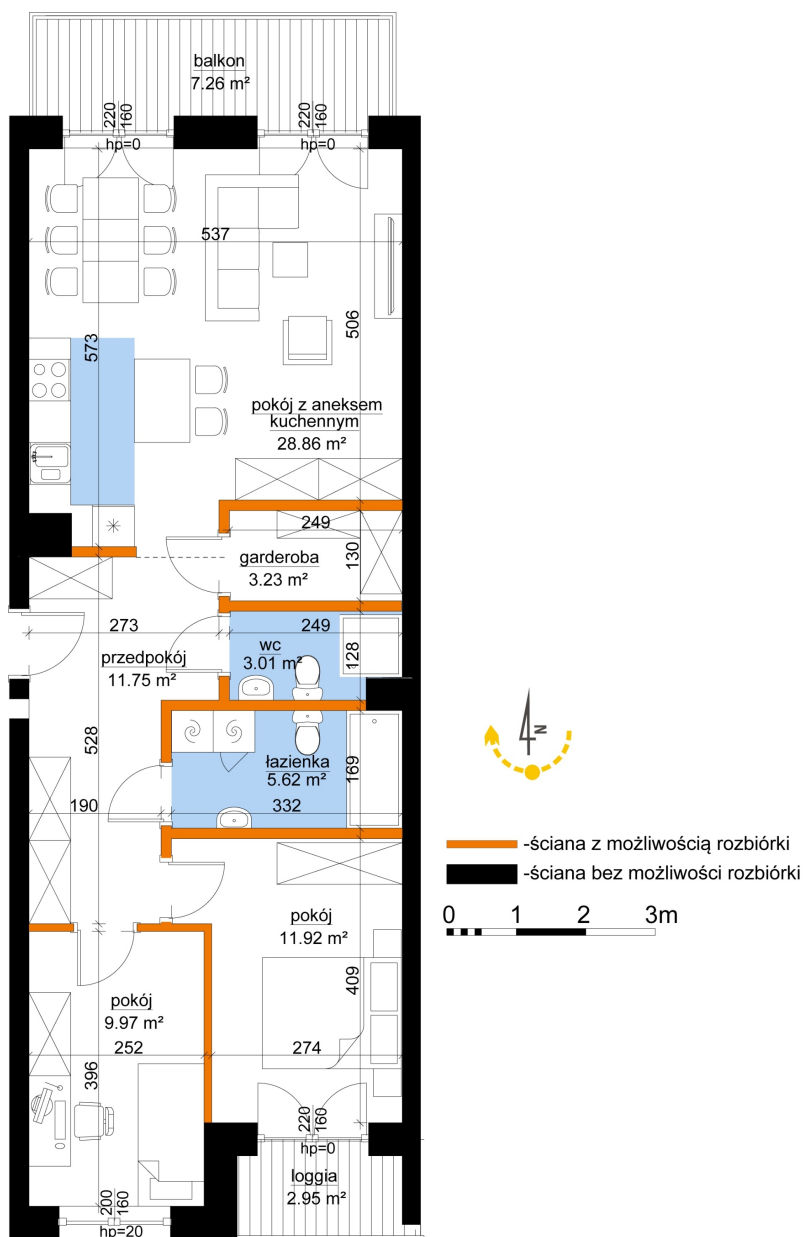 balkon
7.26 m²
220
160
hp=0
220
160
hp=0
537
573
506
pokój z aneksem
kuchennym
28.86 m²
249
garderoba
3.23 m²
130
273
249
wc
3.01 m²
128
przedpokój
11.75 m²
528
łazienka
5.62 m²
169
190
332
N
-ściana z możliwością rozbiórki
-ściana bez możliwości rozbiórki
0 1 2 3m
pokój
11.92 m²
409
pokój
9.97 m²
252
274
396
220
160
hp=0
loggia
2.95 m²
200
160
hp=20